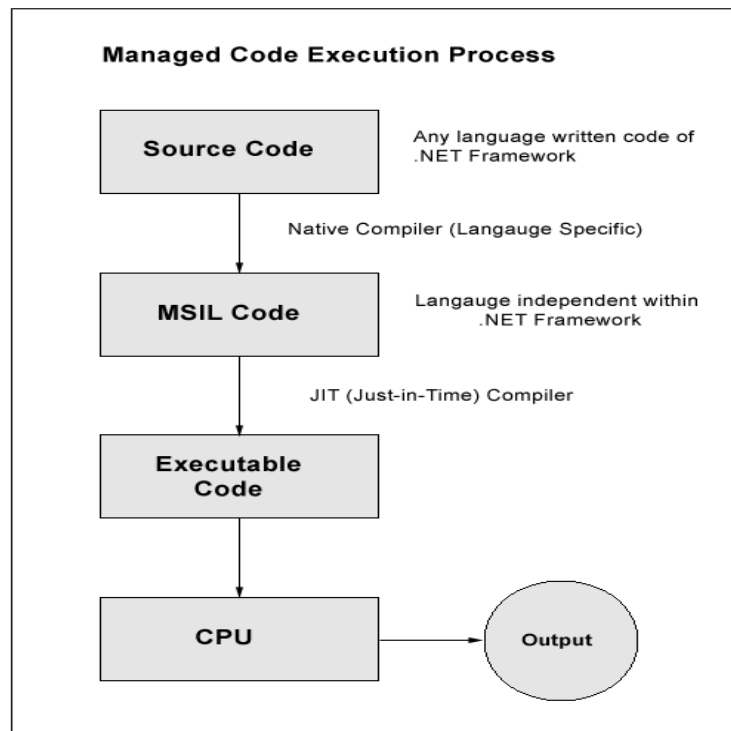 Managed Code Execution Process
Source Code
Any language written code of
.NET Framework
Native Compiler (Langauge Specific)
MSIL Code
Langauge independent within
.NET Framework
JIT (Just-in-Time) Compiler
Executable
Code
CPU
Output